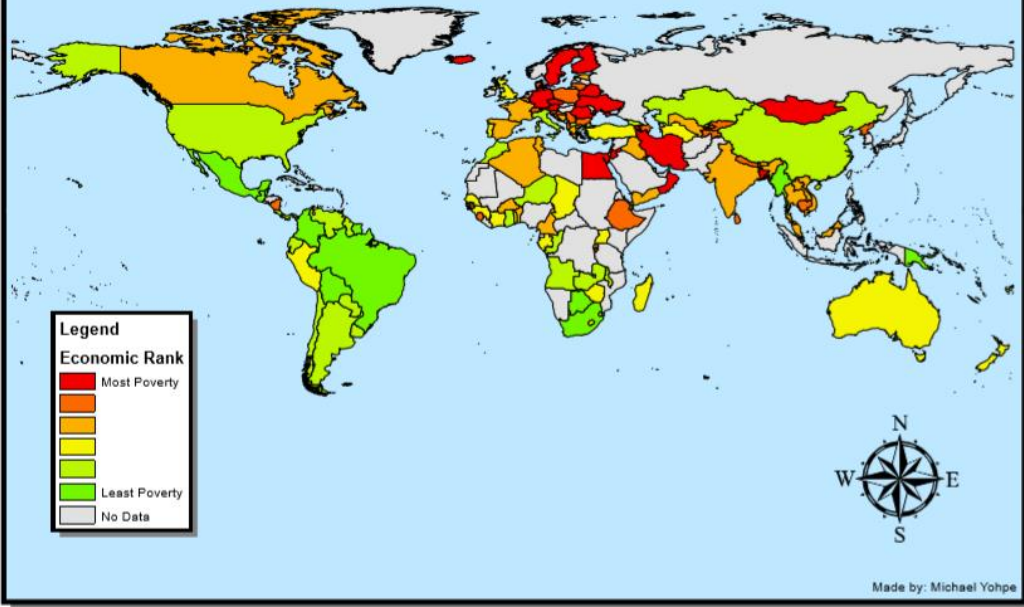 Legend
Economic Rank
Most Poverty
Least Poverty
No Data
N
W E
S
Made by: Michael Yohpe